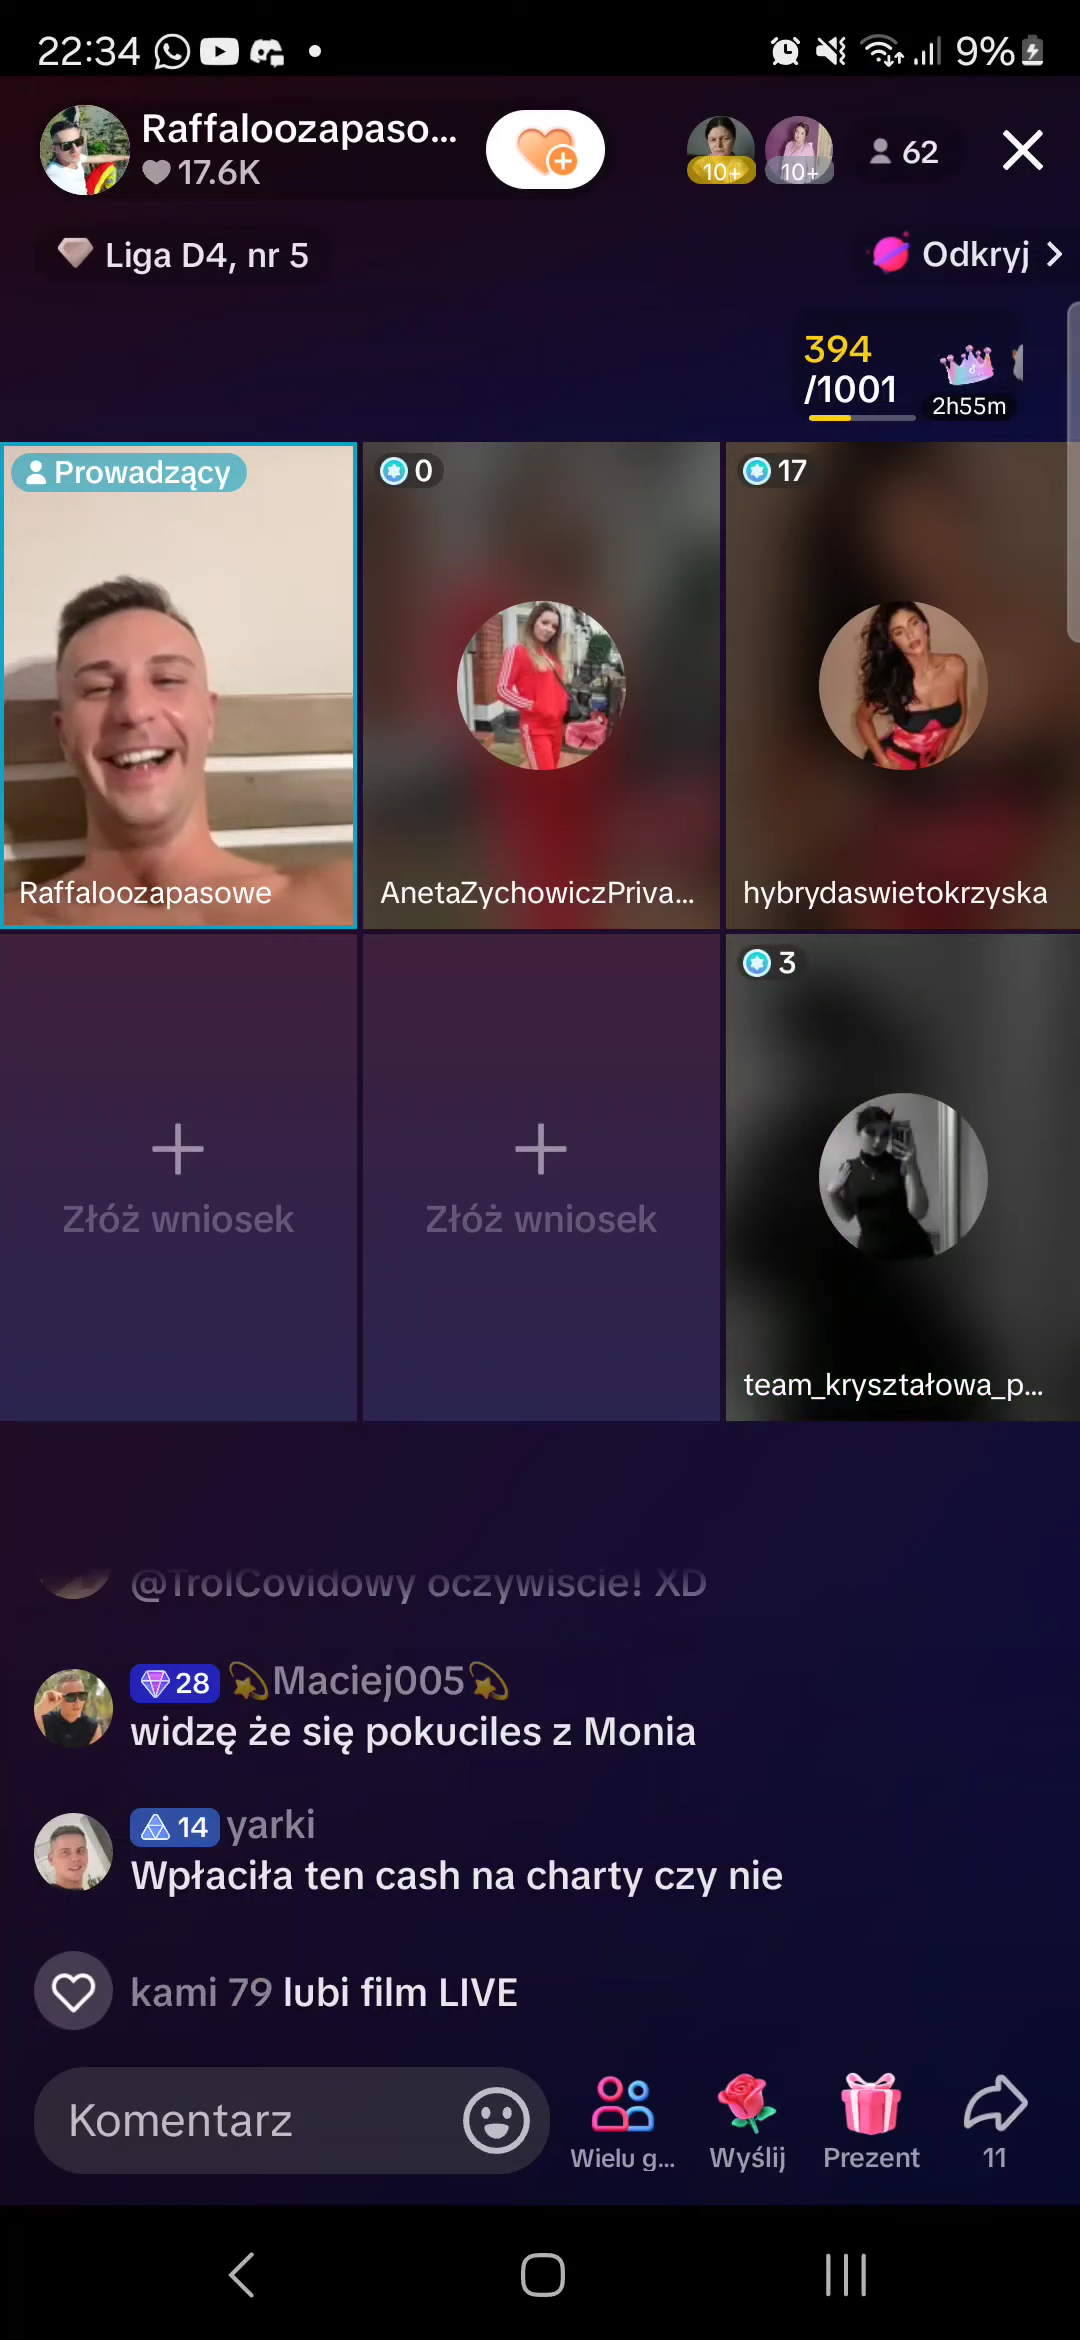 22:34
9%
Raffaloozapaso...
17.6K
10+
10+
62
Liga D4, nr 5
Odkryj
394
/1001
2h55m
Prowadzący
0
17
Raffaloozapasowe
AnetaZychowiczPriva...
hybrydaswietokrzyska
3
Złóż wniosek
Złóż wniosek
team_kryształowa_p...
@TrolCovidowy oczywiscie! XD
28 💫Maciej005💫
widzę że się pokuciles z Monia
14 yarki
Wpłaciła ten cash na charty czy nie
kami 79 lubi film LIVE
Komentarz
Wielu g...
Wyślij
Prezent
11